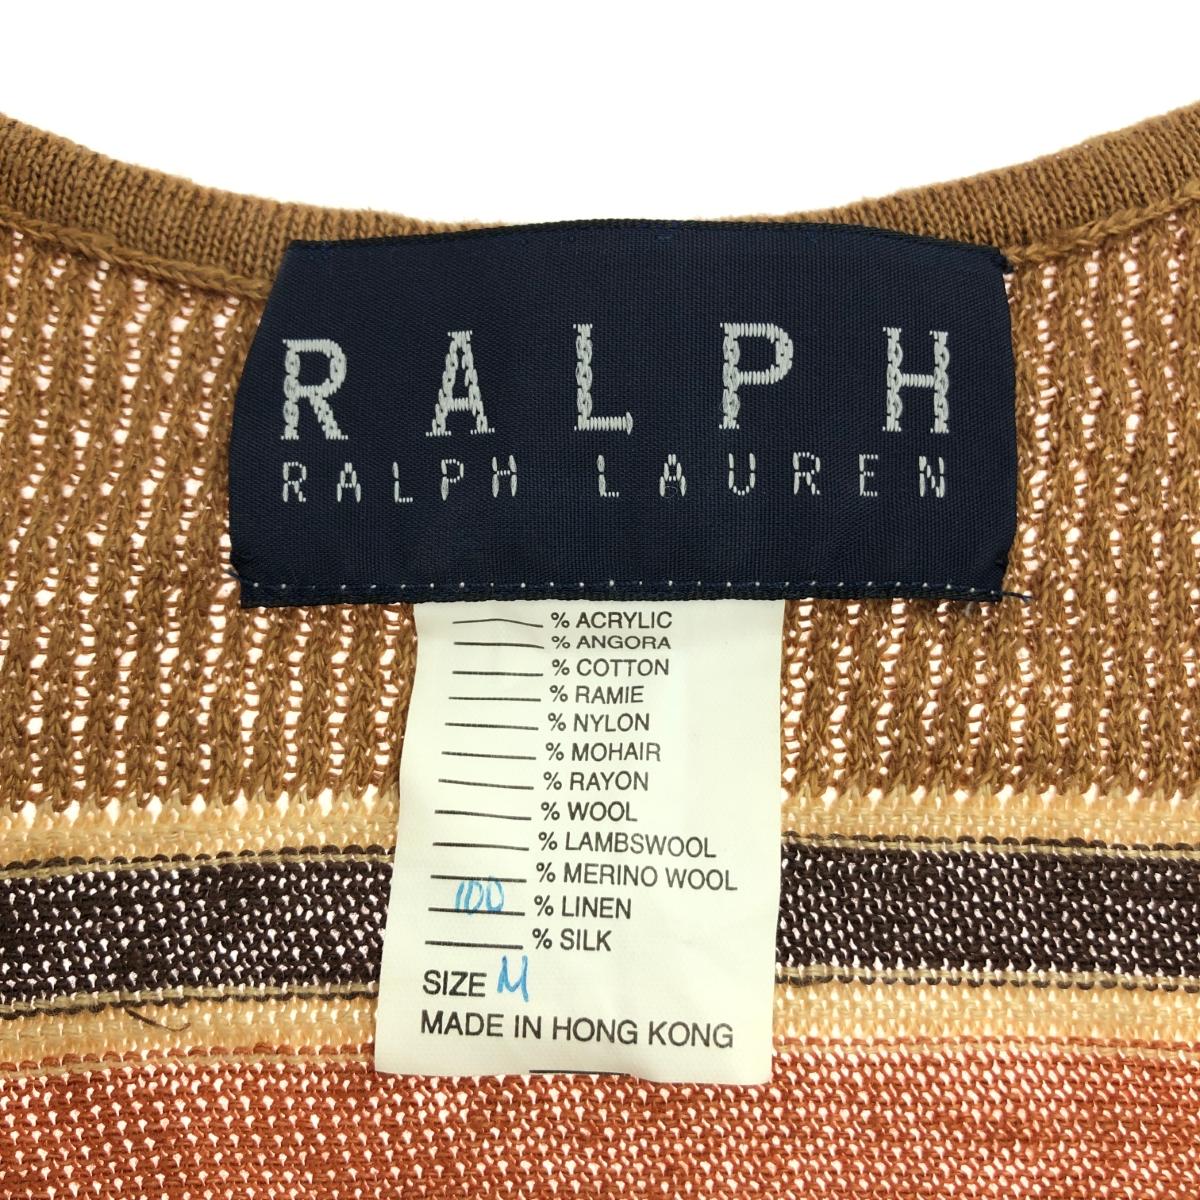 RALPH
RALPH LAUREN
% ACRYLIC
% ANGORA
% COTTON
% RAMIE
% NYLON
% MOHAIR
% RAYON
% WOOL
% LAMBSWOOL
% MERINO WOOL
100 % LINEN
% SILK
SIZE M
MADE IN HONG KONG